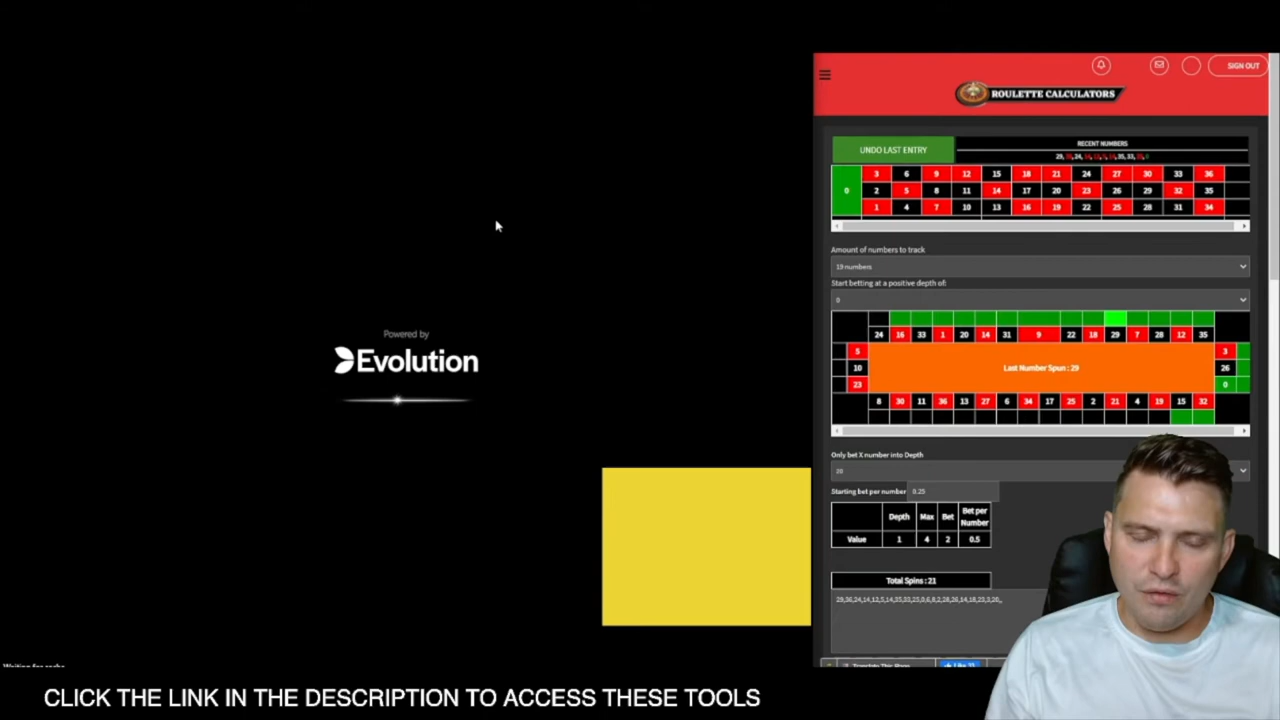 SIGN OUT
ROULETTE CALCULATORS
UNDO LAST ENTRY
RECENT NUMBERS
3 6 9 12 15 18 21 24 27 30 33 36
0 2 5 8 11 14 17 20 23 26 29 32 35
1 4 7 10 13 16 19 22 25 28 31 34
Amount of numbers to track
19 numbers
Start betting at a positive depth of:
0
24 16 33 1 20 14 31 9 22 18 29 7 28 12 35
5 3
10 Last Number Spun : 29 26
23 0
8 30 11 36 13 27 6 34 17 25 2 21 4 19 15 32
Only bet X number into Depth
20
Starting bet per number 0.25
Depth Max Bet Bet per Number
Value 1 4 2 0.5
Total Spins : 21
Powered by
Evolution
CLICK THE LINK IN THE DESCRIPTION TO ACCESS THESE TOOLS